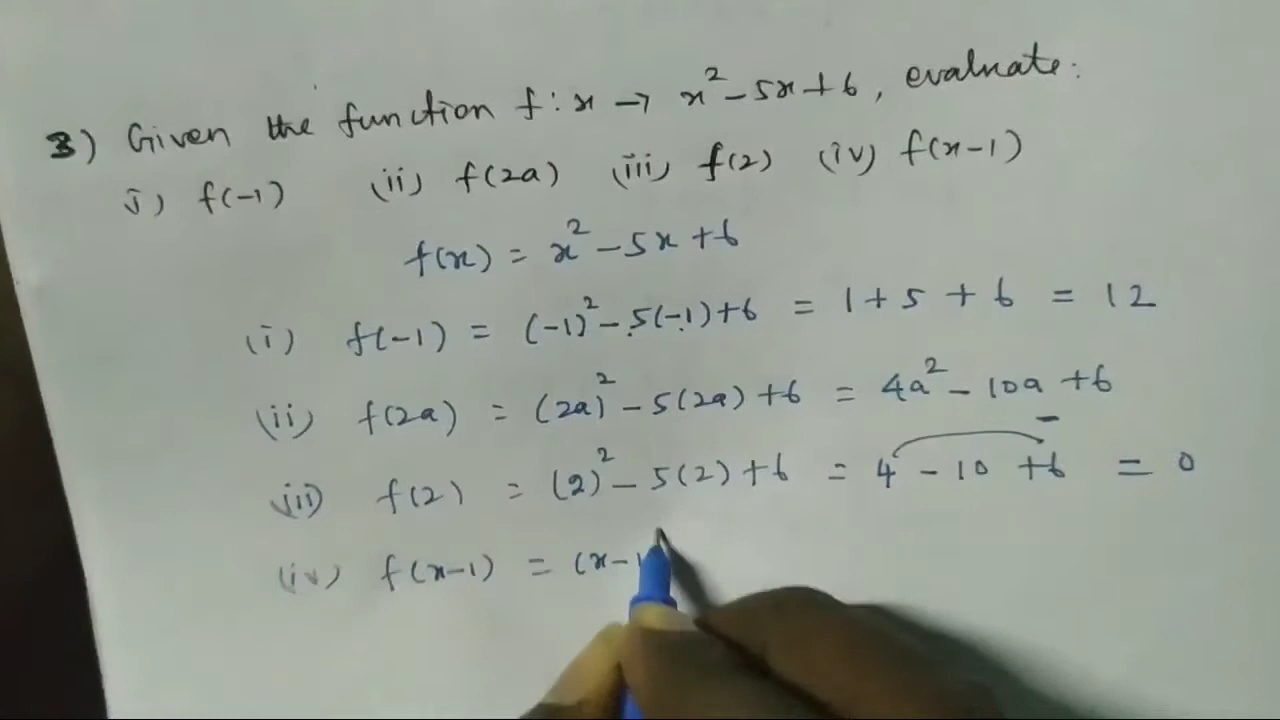 3) Given the function f : x → x² - 5x + 6, evaluate:
i) f(-1) (ii) f(2a) (iii) f(2) (iv) f(x-1)
f(x) = x² - 5x + 6
(i) f(-1) = (-1)² - 5(-1) + 6 = 1 + 5 + 6 = 12
(ii) f(2a) = (2a)² - 5(2a) + 6 = 4a² - 10a + 6
(iii) f(2) = (2)² - 5(2) + 6 = 4 - 10 + 6 = 0
(iv) f(x-1) = (x-1